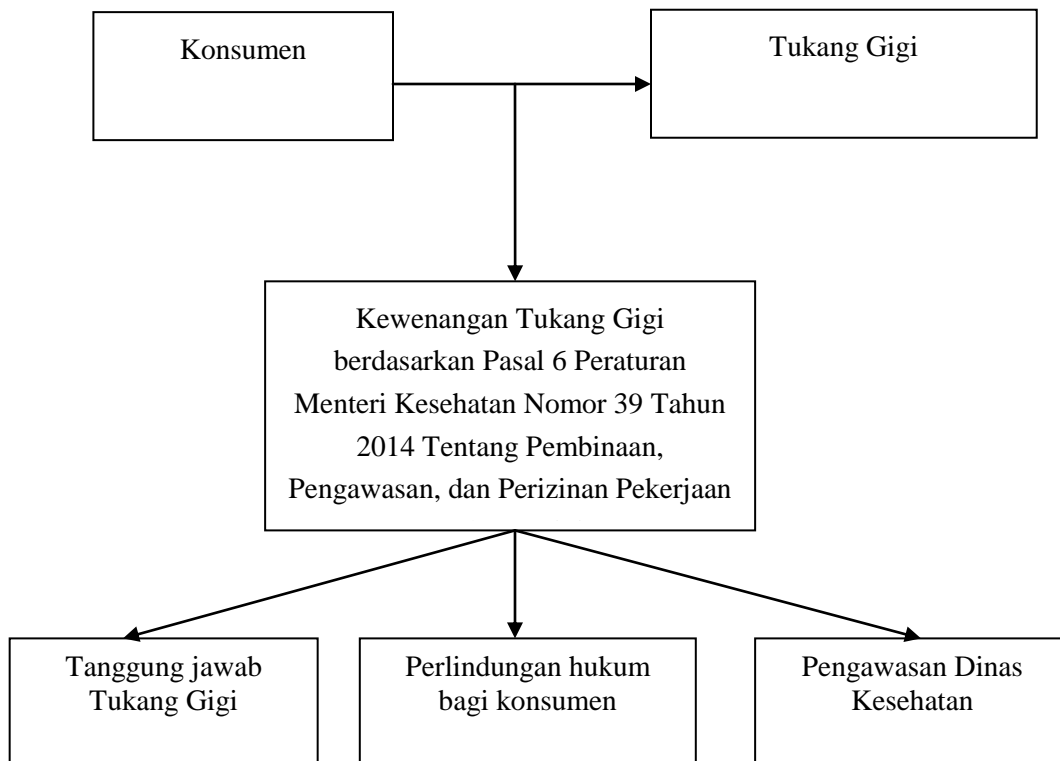 Konsumen
Tukang Gigi
Kewenangan Tukang Gigi
berdasarkan Pasal 6 Peraturan
Menteri Kesehatan Nomor 39 Tahun
2014 Tentang Pembinaan,
Pengawasan, dan Perizinan Pekerjaan
Tanggung jawab
Tukang Gigi
Perlindungan hukum
bagi konsumen
Pengawasan Dinas
Kesehatan